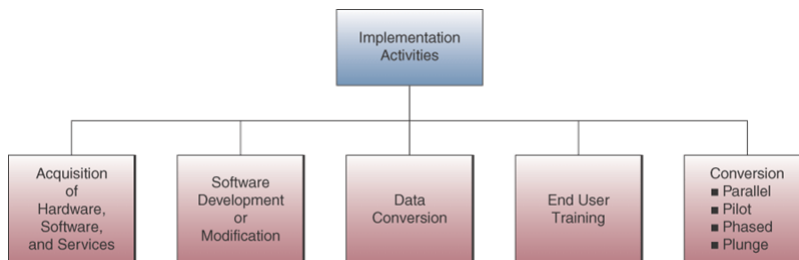 Implementation
Activities
Acquisition
of
Hardware,
Software,
and Services
Software
Development
or
Modification
Data
Conversion
End User
Training
Conversion
■ Parallel
■ Pilot
■ Phased
■ Plunge